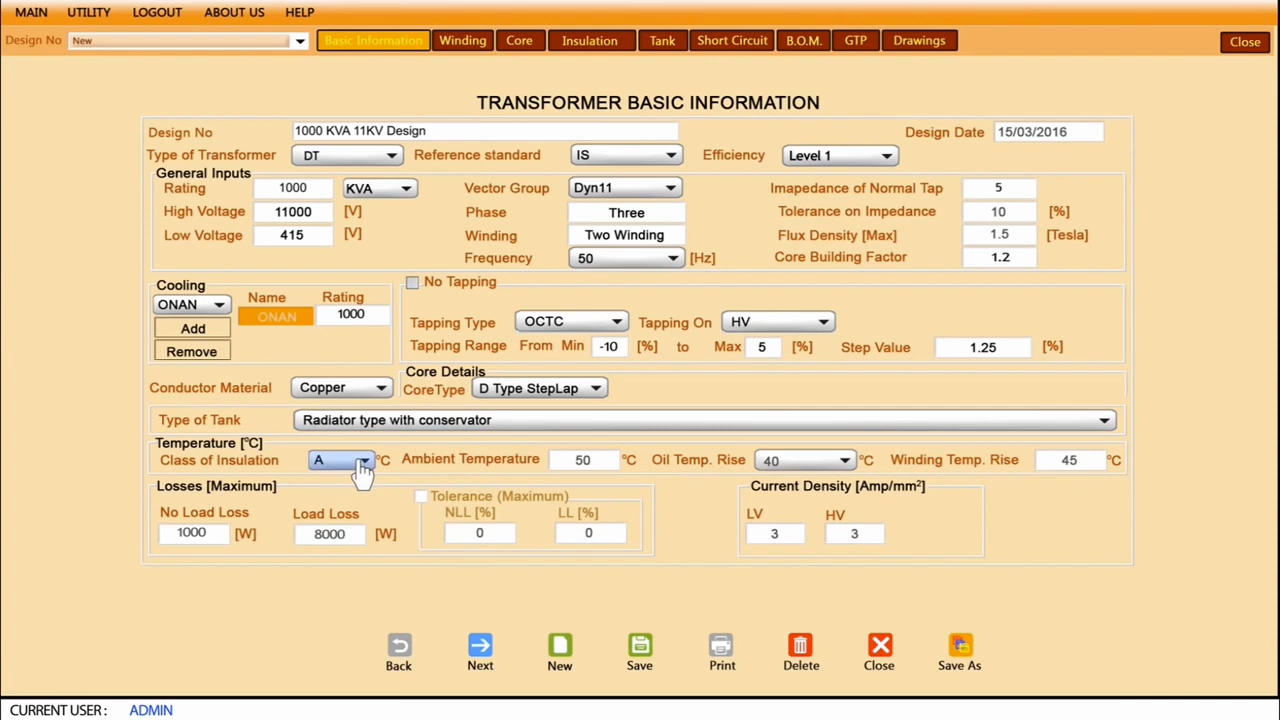 MAIN UTILITY LOGOUT ABOUT US HELP
Design No New Basic Information Winding Core Insulation Tank Short Circuit B.O.M. GTP Drawings Close
TRANSFORMER BASIC INFORMATION
Design No 1000 KVA 11KV Design Design Date 15/03/2016
Type of Transformer DT Reference standard IS Efficiency Level 1
General Inputs
Rating 1000 KVA Vector Group Dyn11 Imapedance of Normal Tap 5
High Voltage 11000 [V] Phase Three Tolerance on Impedance 10 [%]
Low Voltage 415 [V] Winding Two Winding Flux Density [Max] 1.5 [Tesla]
Frequency 50 [Hz] Core Building Factor 1.2
Cooling No Tapping
ONAN Name Rating
ONAN 1000
Add Tapping Type OCTC Tapping On HV
Remove Tapping Range From Min -10 [%] to Max 5 [%] Step Value 1.25 [%]
Core Details
Conductor Material Copper CoreType D Type StepLap
Type of Tank Radiator type with conservator
Temperature [°C]
Class of Insulation A °C Ambient Temperature 50 °C Oil Temp. Rise 40 °C Winding Temp. Rise 45 °C
Losses [Maximum] Tolerance (Maximum) Current Density [Amp/mm²]
No Load Loss Load Loss NLL [%] LL [%] LV HV
1000 [W] 8000 [W] 0 0 3 3
Back Next New Save Print Delete Close Save As
CURRENT USER : ADMIN